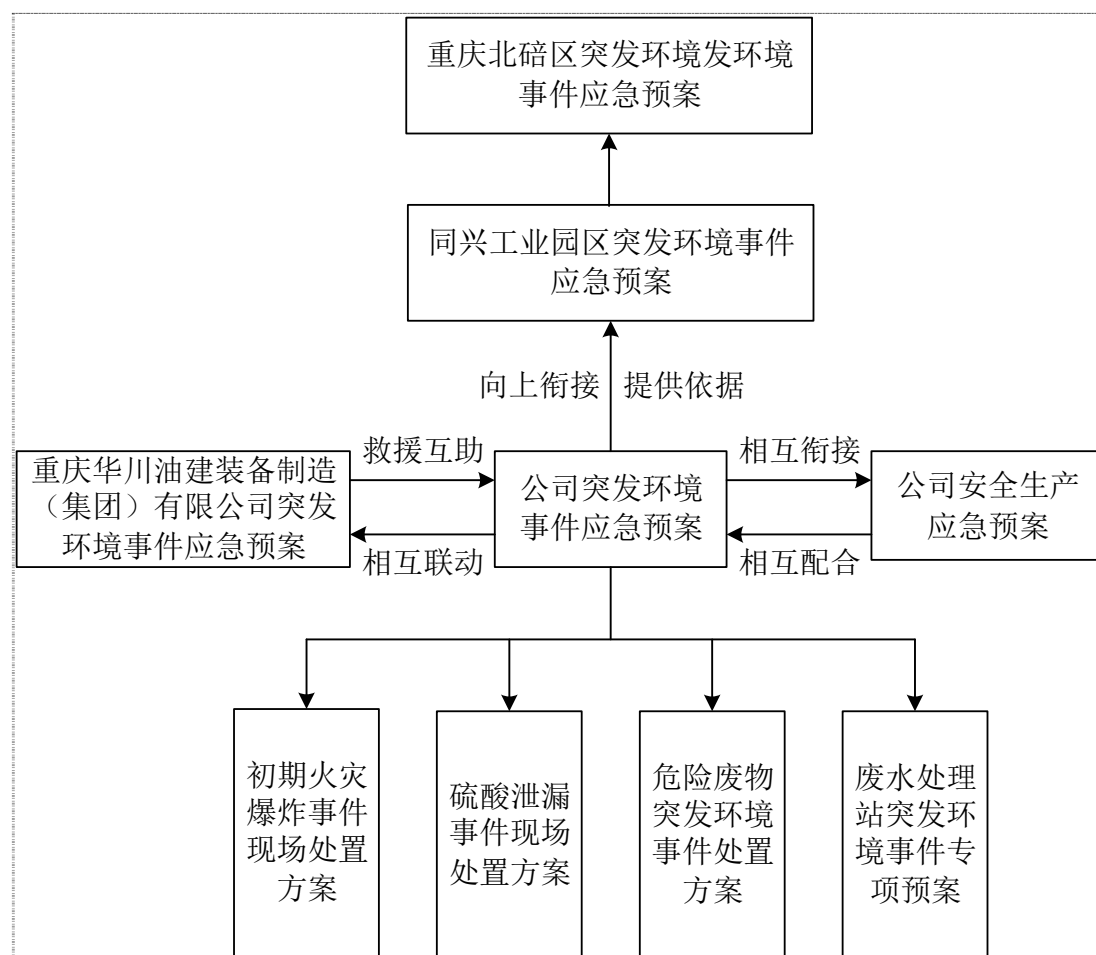 重庆北碚区突发环境发环境
事件应急预案
同兴工业园区突发环境事件
应急预案
向上衔接
提供依据
救援互助
相互衔接
重庆华川油建装备制造
（集团）有限公司突发
环境事件应急预案
公司突发环境
事件应急预案
公司安全生产
应急预案
相互联动
相互配合
初期火灾
爆炸事件
现场处置
方案
硫酸泄漏
事件现场
处置方案
危险废物
突发环境
事件处置
方案
废水处理
站突发环
境事件专
项预案